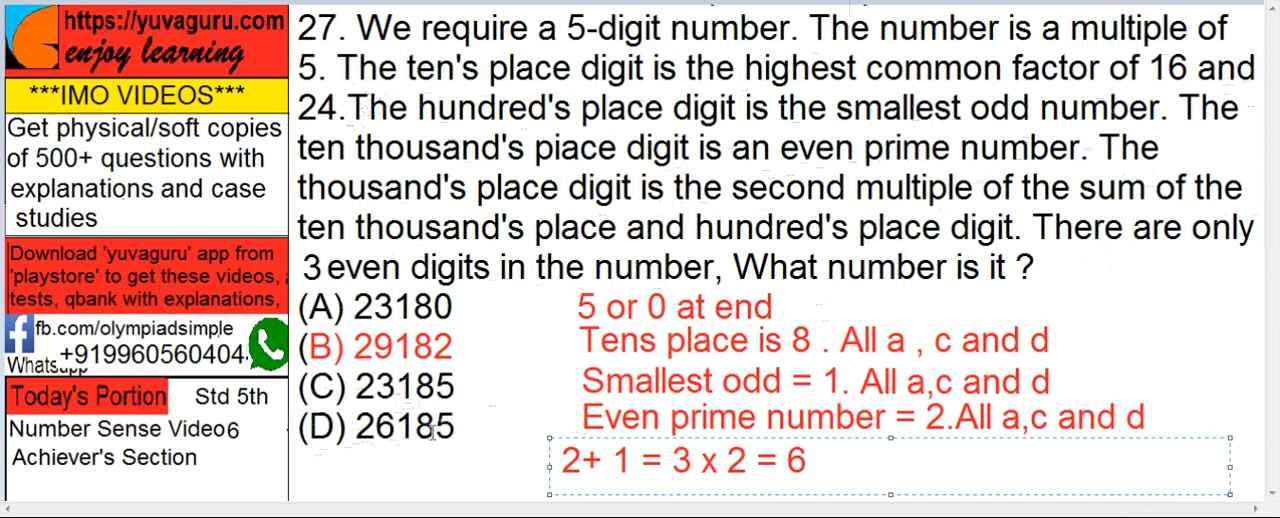 https://yuvaguru.com
enjoy learning
***IMO VIDEOS***
Get physical/soft copies
of 500+ questions with
explanations and case
studies
Download 'yuvaguru' app from
'playstore' to get these videos,
tests, qbank with explanations,
fb.com/olympiadsimple
Whatsupp +919960560404.
Today's Portion Std 5th
Number Sense Video6
Achiever's Section
27. We require a 5-digit number. The number is a multiple of
5. The ten's place digit is the highest common factor of 16 and
24.The hundred's place digit is the smallest odd number. The
ten thousand's piace digit is an even prime number. The
thousand's place digit is the second multiple of the sum of the
ten thousand's place and hundred's place digit. There are only
3 even digits in the number, What number is it ?
(A) 23180
(B) 29182
(C) 23185
(D) 26185
5 or 0 at end
Tens place is 8 . All a , c and d
Smallest odd = 1. All a,c and d
Even prime number = 2.All a,c and d
2+ 1 = 3 x 2 = 6